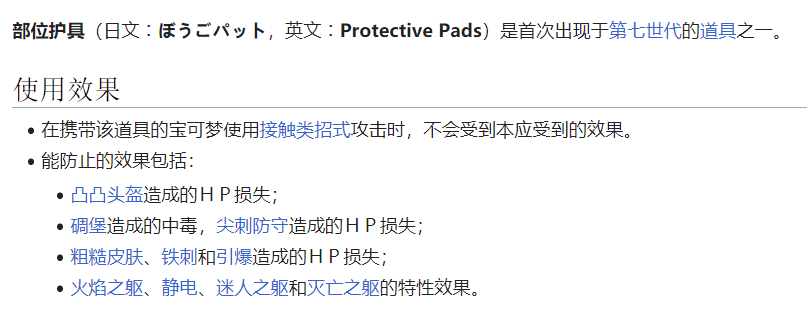 部位护具（日文：ぼうごパット，英文：Protective Pads）是首次出现于第七世代的道具之一。
使用效果
• 在携带该道具的宝可梦使用接触类招式攻击时，不会受到本应受到的效果。
• 能防止的效果包括：
• 凸凸头盔造成的ＨＰ损失；
• 碉堡造成的中毒，尖刺防守造成的ＨＰ损失；
• 粗糙皮肤、铁刺和引爆造成的ＨＰ损失；
• 火焰之躯、静电、迷人之躯和灭亡之躯的特性效果。